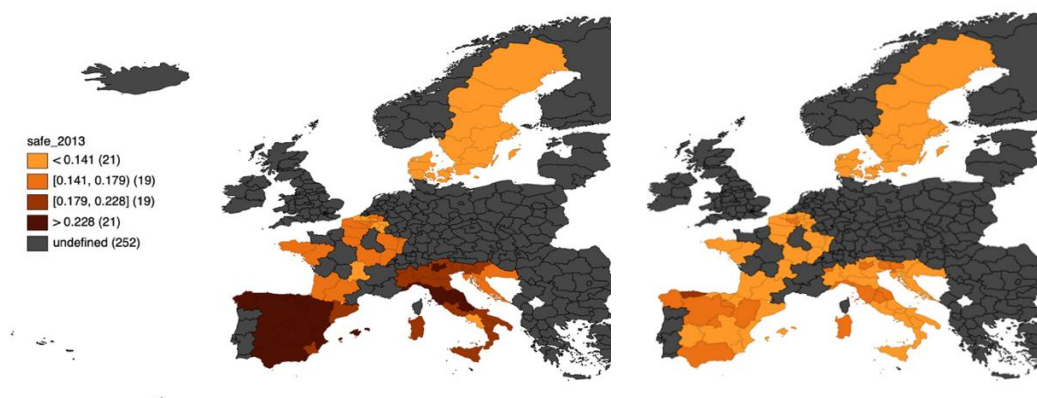 safe_2013
< 0.141 (21)
[0.141, 0.179) (19)
[0.179, 0.228] (19)
> 0.228 (21)
undefined (252)